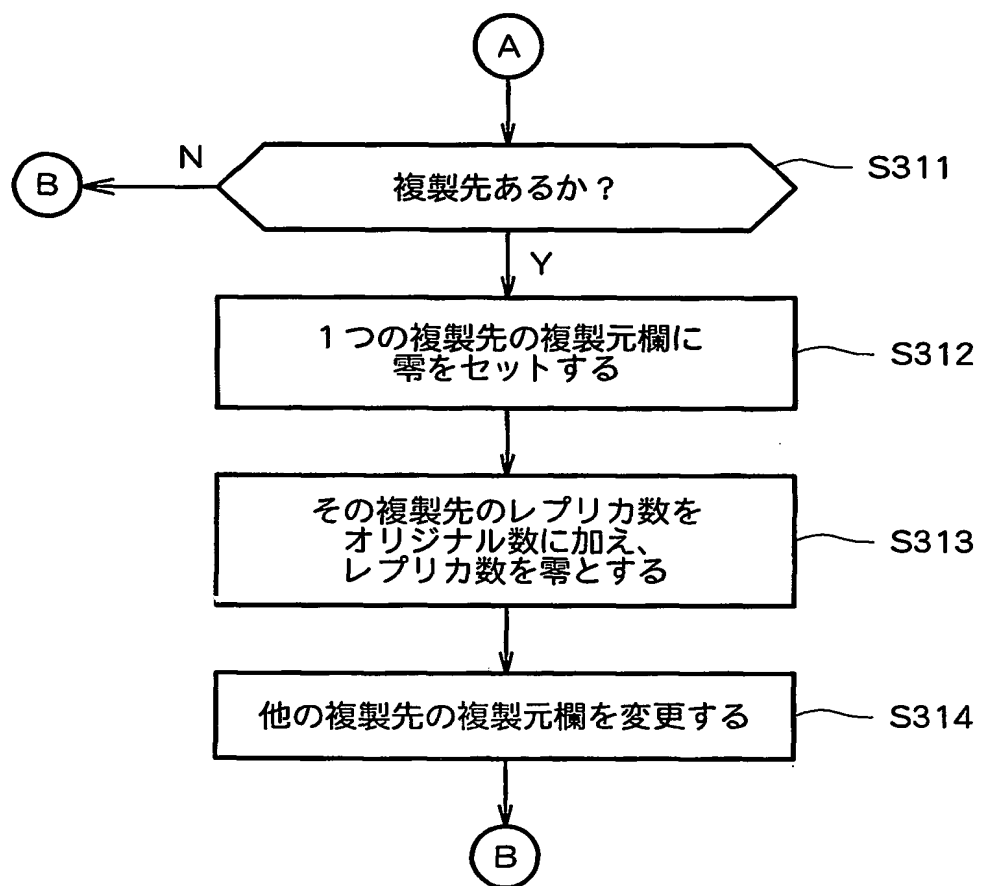 A
N
B
複製先あるか？
S311
Y
１つの複製先の複製元欄に
零をセットする
S312
その複製先のレプリカ数を
オリジナル数に加え、
レプリカ数を零とする
S313
他の複製先の複製元欄を変更する
S314
B